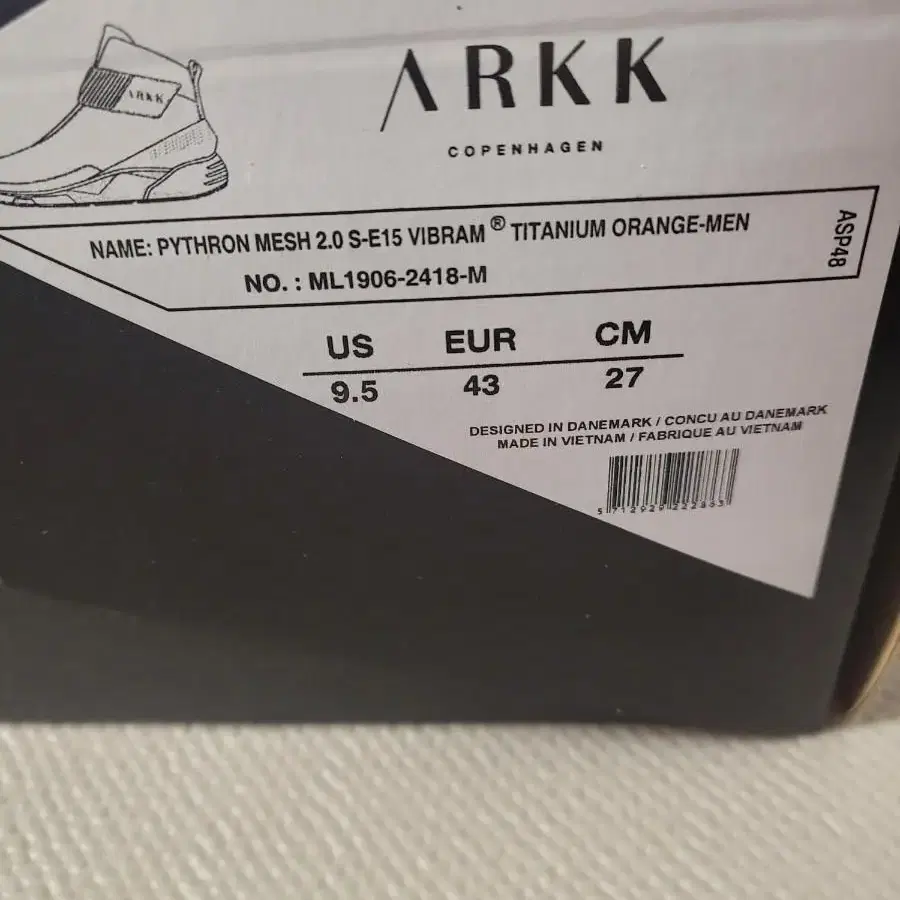 ARKK
ARKK
COPENHAGEN
NAME: PYTHRON MESH 2.0 S-E15 VIBRAM® TITANIUM ORANGE-MEN
NO. : ML1906-2418-M
ASP48
US EUR CM
9.5 43 27
DESIGNED IN DANEMARK / CONCU AU DANEMARK
MADE IN VIETNAM / FABRIQUE AU VIETNAM